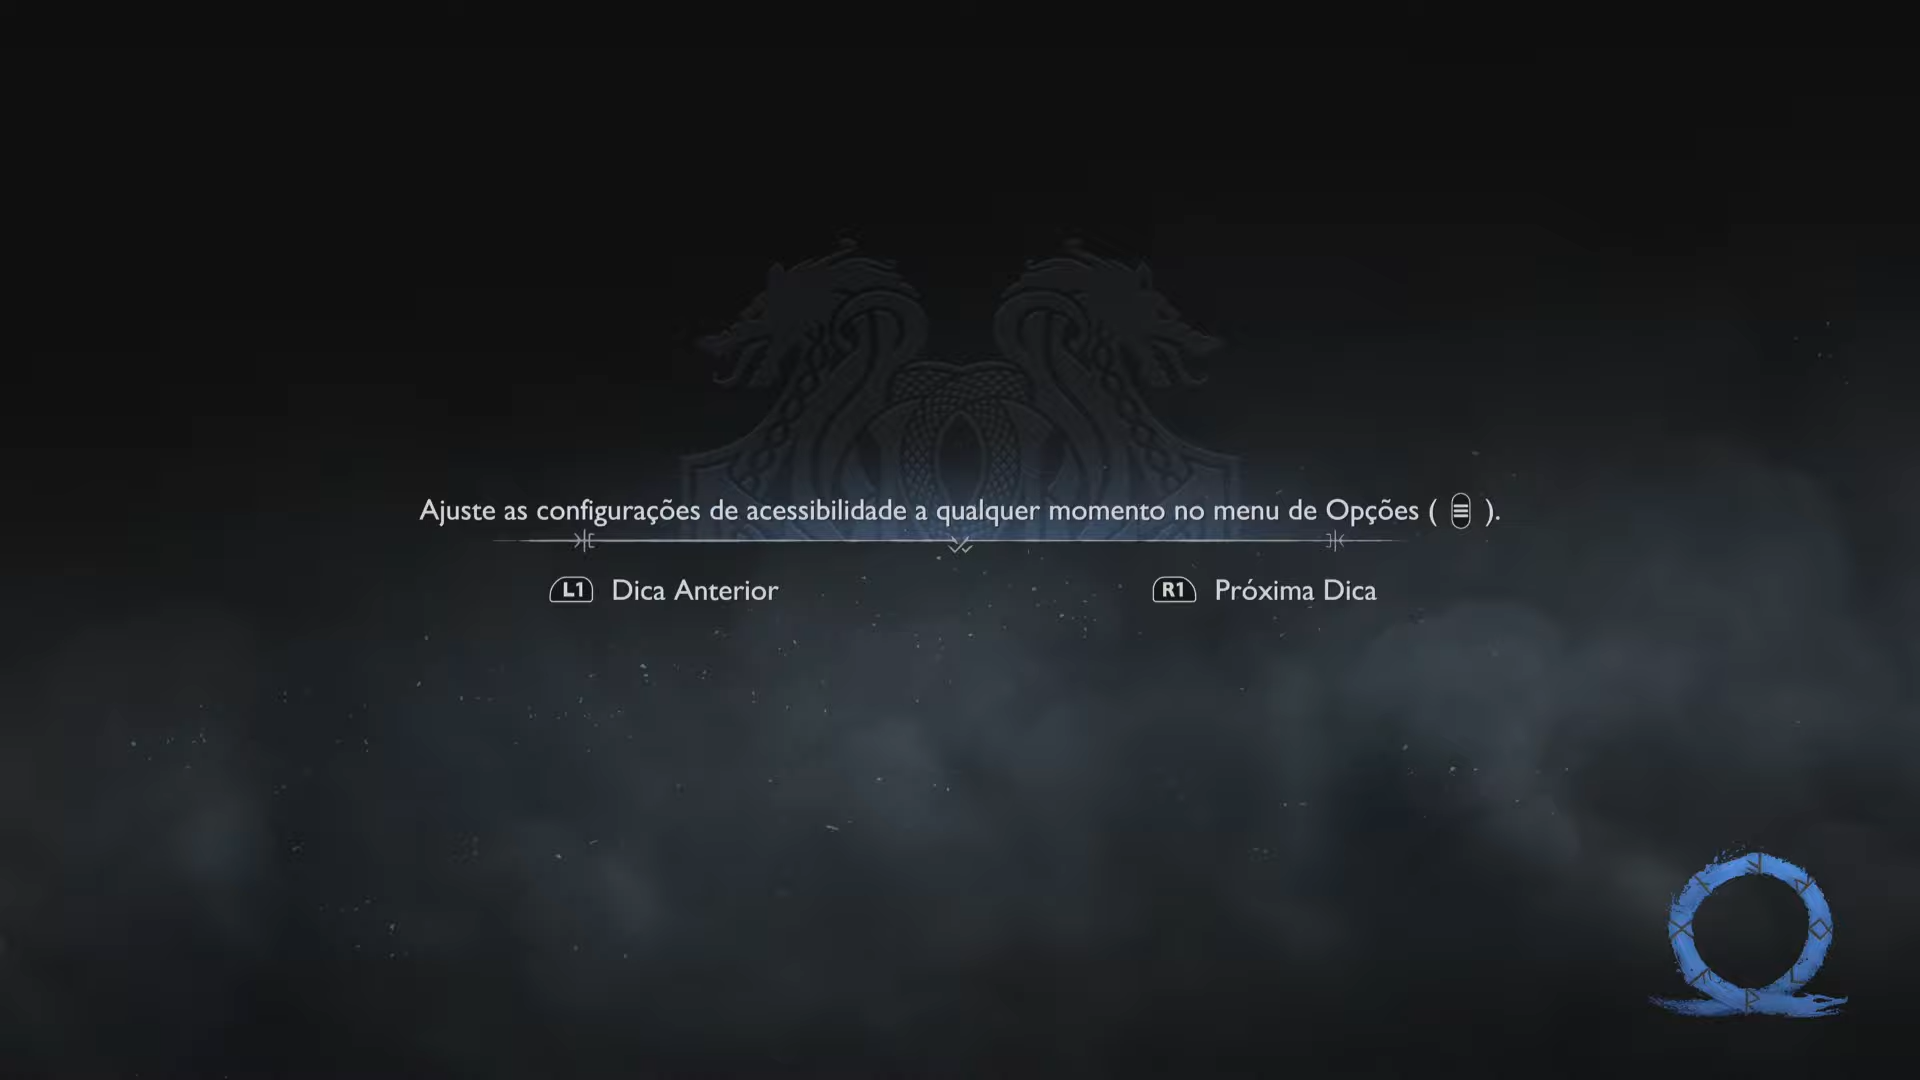 Ajuste as configurações de acessibilidade a qualquer momento no menu de Opções ( ).
L1 Dica Anterior
R1 Próxima Dica